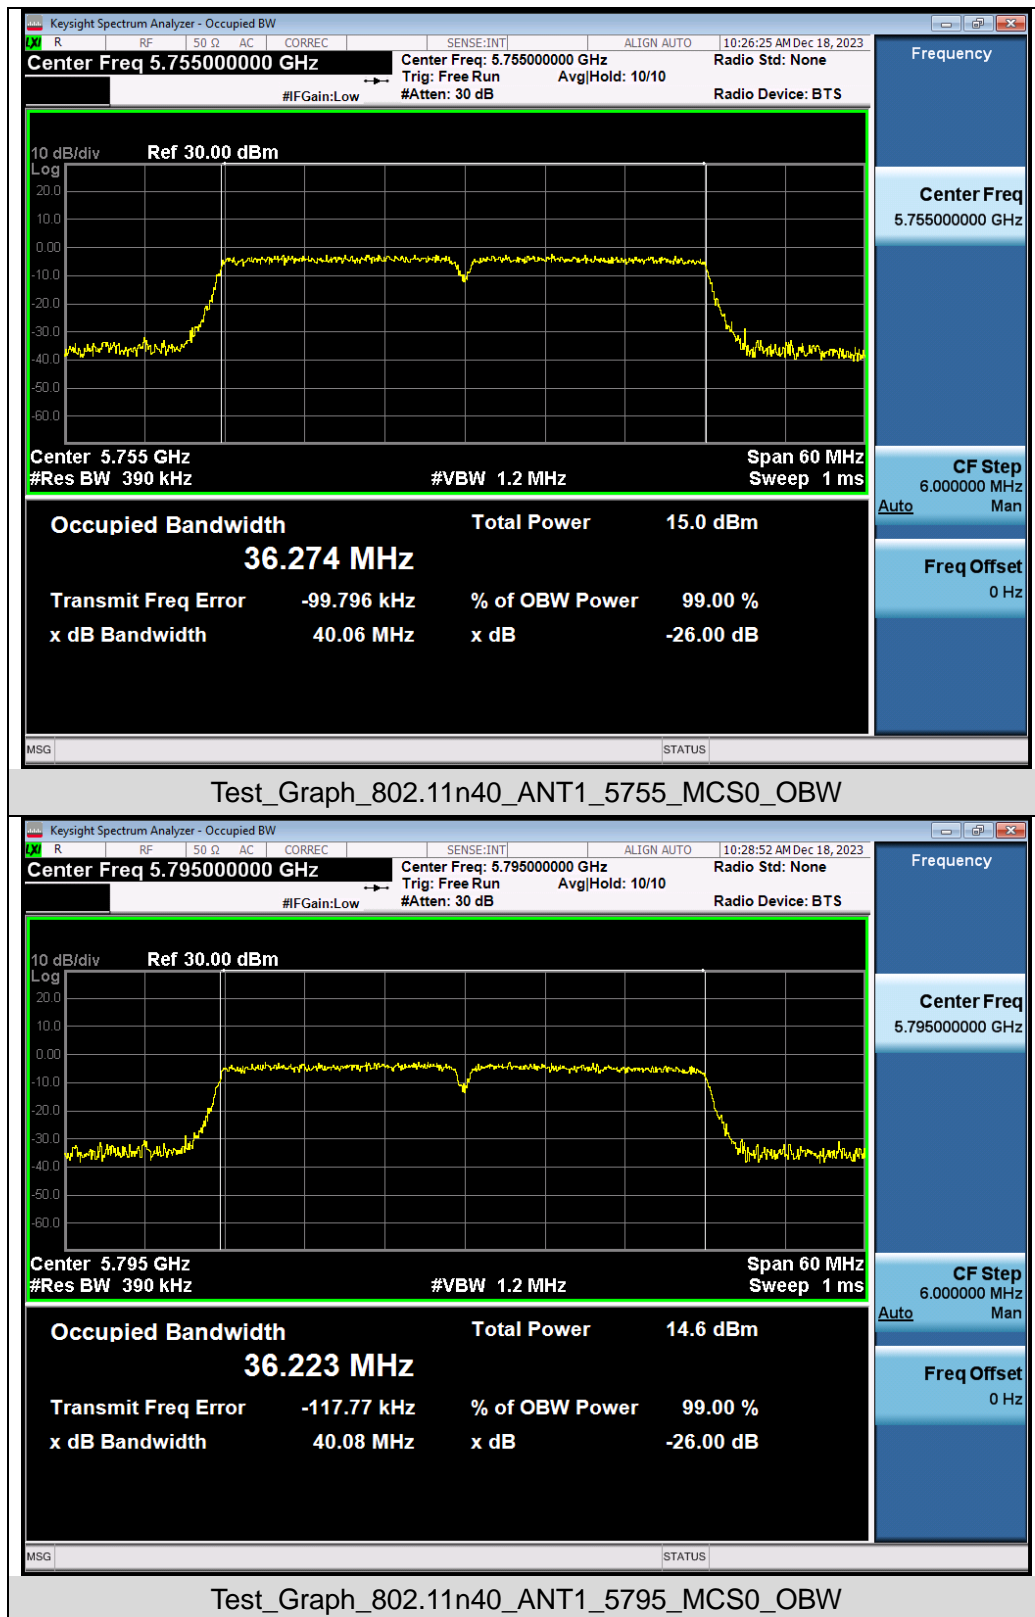 Keysight Spectrum Analyzer - Occupied BW
LXI R RF 50 Ω AC CORREC SENSE:INT ALIGN AUTO 10:26:25 AM Dec 18, 2023
Center Freq 5.755000000 GHz Center Freq: 5.755000000 GHz Radio Std: None
Trig: Free Run Avg|Hold: 10/10
#IFGain:Low #Atten: 30 dB Radio Device: BTS
Frequency
10 dB/div Ref 30.00 dBm
Log
20.0
10.0
0.00
-10.0
-20.0
-30.0
-40.0
-50.0
-60.0
Center 5.755 GHz Span 60 MHz
#Res BW 390 kHz #VBW 1.2 MHz Sweep 1 ms
Center Freq
5.755000000 GHz
CF Step
6.000000 MHz
Auto Man
Freq Offset
0 Hz
Occupied Bandwidth Total Power 15.0 dBm
36.274 MHz
Transmit Freq Error -99.796 kHz % of OBW Power 99.00 %
x dB Bandwidth 40.06 MHz x dB -26.00 dB
MSG STATUS
Test_Graph_802.11n40_ANT1_5755_MCS0_OBW
Keysight Spectrum Analyzer - Occupied BW
LXI R RF 50 Ω AC CORREC SENSE:INT ALIGN AUTO 10:28:52 AM Dec 18, 2023
Center Freq 5.795000000 GHz Center Freq: 5.795000000 GHz Radio Std: None
Trig: Free Run Avg|Hold: 10/10
#IFGain:Low #Atten: 30 dB Radio Device: BTS
Frequency
10 dB/div Ref 30.00 dBm
Log
20.0
10.0
0.00
-10.0
-20.0
-30.0
-40.0
-50.0
-60.0
Center 5.795 GHz Span 60 MHz
#Res BW 390 kHz #VBW 1.2 MHz Sweep 1 ms
Center Freq
5.795000000 GHz
CF Step
6.000000 MHz
Auto Man
Freq Offset
0 Hz
Occupied Bandwidth Total Power 14.6 dBm
36.223 MHz
Transmit Freq Error -117.77 kHz % of OBW Power 99.00 %
x dB Bandwidth 40.08 MHz x dB -26.00 dB
MSG STATUS
Test_Graph_802.11n40_ANT1_5795_MCS0_OBW